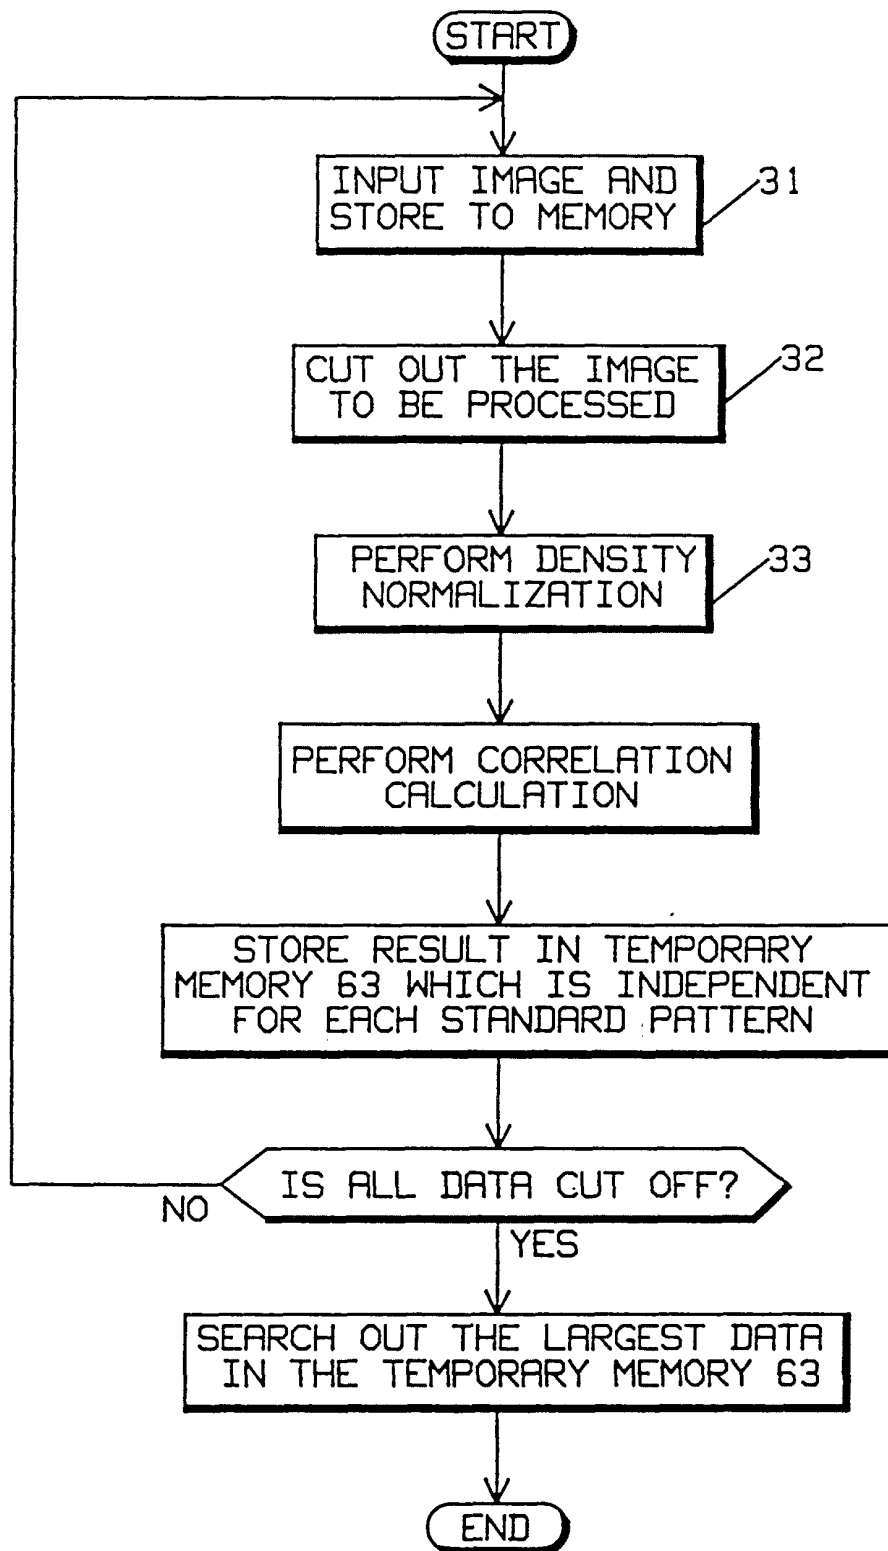 START
INPUT IMAGE AND
STORE TO MEMORY
31
CUT OUT THE IMAGE
TO BE PROCESSED
32
PERFORM DENSITY
NORMALIZATION
33
PERFORM CORRELATION
CALCULATION
STORE RESULT IN TEMPORARY
MEMORY 63 WHICH IS INDEPENDENT
FOR EACH STANDARD PATTERN
IS ALL DATA CUT OFF?
NO
YES
SEARCH OUT THE LARGEST DATA
IN THE TEMPORARY MEMORY 63
END